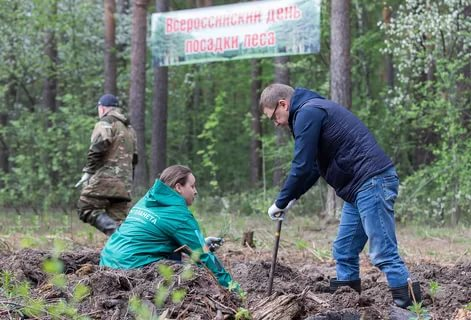 Всероссийский день
посадки леса